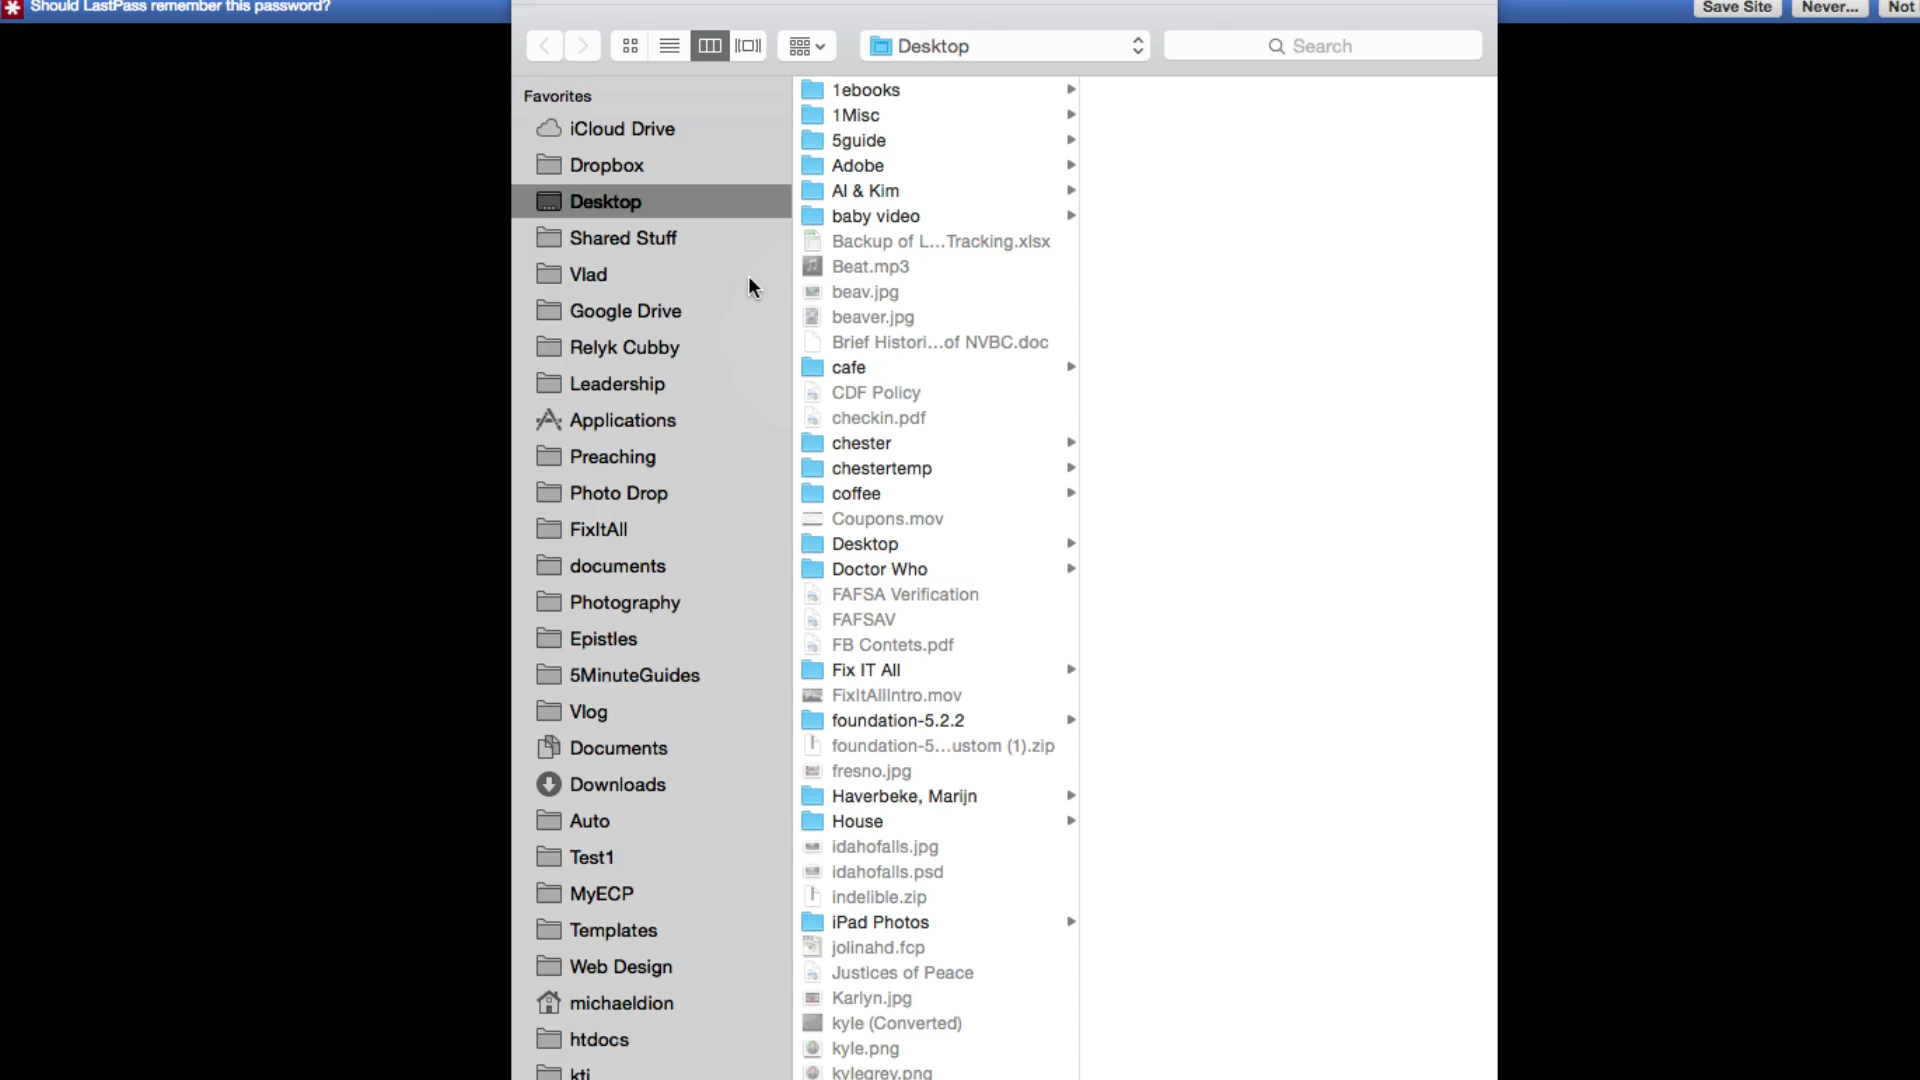 Should LastPass remember this password?
Save Site
Never...
Not
Desktop
Search
Favorites
iCloud Drive
Dropbox
Desktop
Shared Stuff
Vlad
Google Drive
Relyk Cubby
Leadership
Applications
Preaching
Photo Drop
FixItAll
documents
Photography
Epistles
5MinuteGuides
Vlog
Documents
Downloads
Auto
Test1
MyECP
Templates
Web Design
michaeldion
htdocs
kti
1ebooks
1Misc
5guide
Adobe
Al & Kim
baby video
Backup of L...Tracking.xlsx
Beat.mp3
beav.jpg
beaver.jpg
Brief Histori...of NVBC.doc
cafe
CDF Policy
checkin.pdf
chester
chestertemp
coffee
Coupons.mov
Desktop
Doctor Who
FAFSA Verification
FAFSAV
FB Contets.pdf
Fix IT All
FixItAllIntro.mov
foundation-5.2.2
foundation-5...ustom (1).zip
fresno.jpg
Haverbeke, Marijn
House
idahofalls.jpg
idahofalls.psd
indelible.zip
iPad Photos
jolinahd.fcp
Justices of Peace
Karlyn.jpg
kyle (Converted)
kyle.png
kylegrey.png